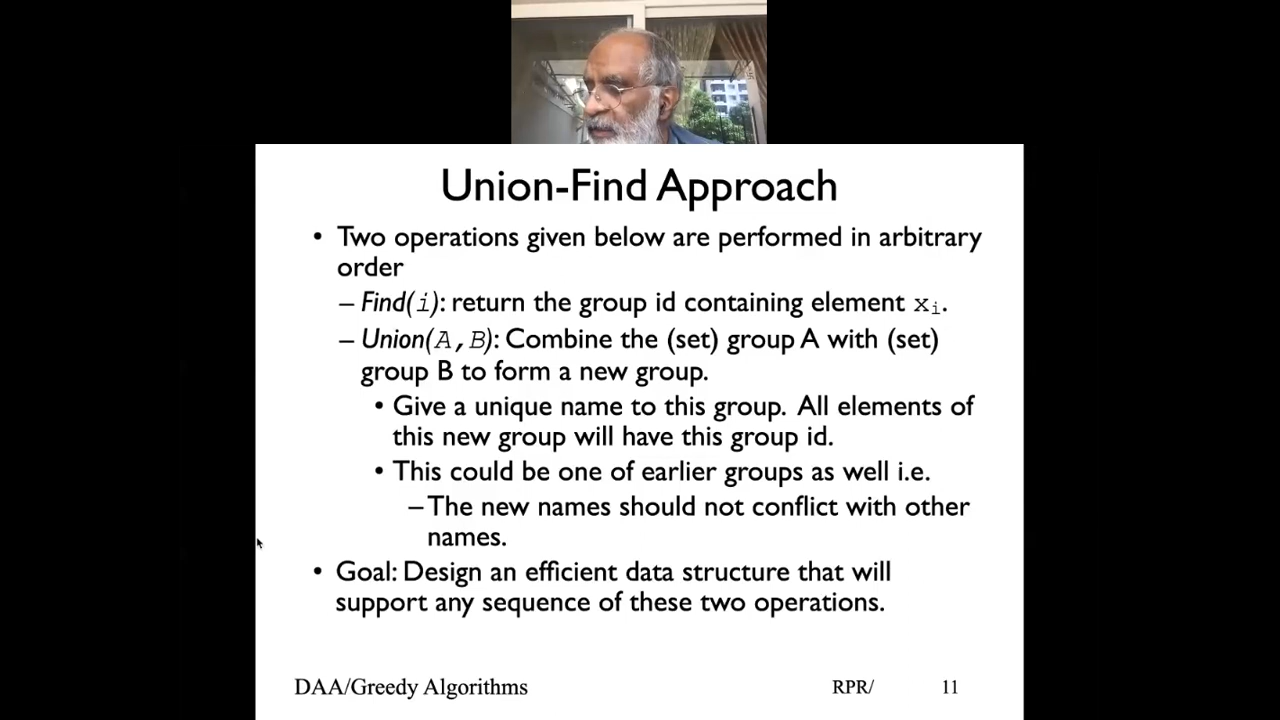 Union-Find Approach
• Two operations given below are performed in arbitrary
order
– Find(i): return the group id containing element xᵢ.
– Union(A,B): Combine the (set) group A with (set)
group B to form a new group.
• Give a unique name to this group. All elements of
this new group will have this group id.
• This could be one of earlier groups as well i.e.
– The new names should not conflict with other
names.
• Goal: Design an efficient data structure that will
support any sequence of these two operations.
DAA/Greedy Algorithms RPR/ 11